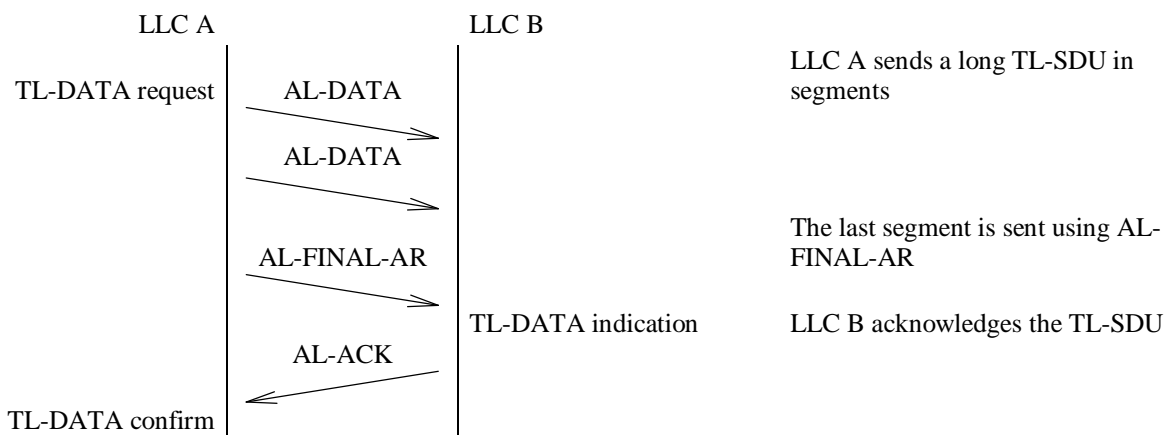 LLC A
LLC B
LLC A sends a long TL-SDU in
segments
TL-DATA request
AL-DATA
AL-DATA
The last segment is sent using AL-
FINAL-AR
AL-FINAL-AR
TL-DATA indication
LLC B acknowledges the TL-SDU
AL-ACK
TL-DATA confirm